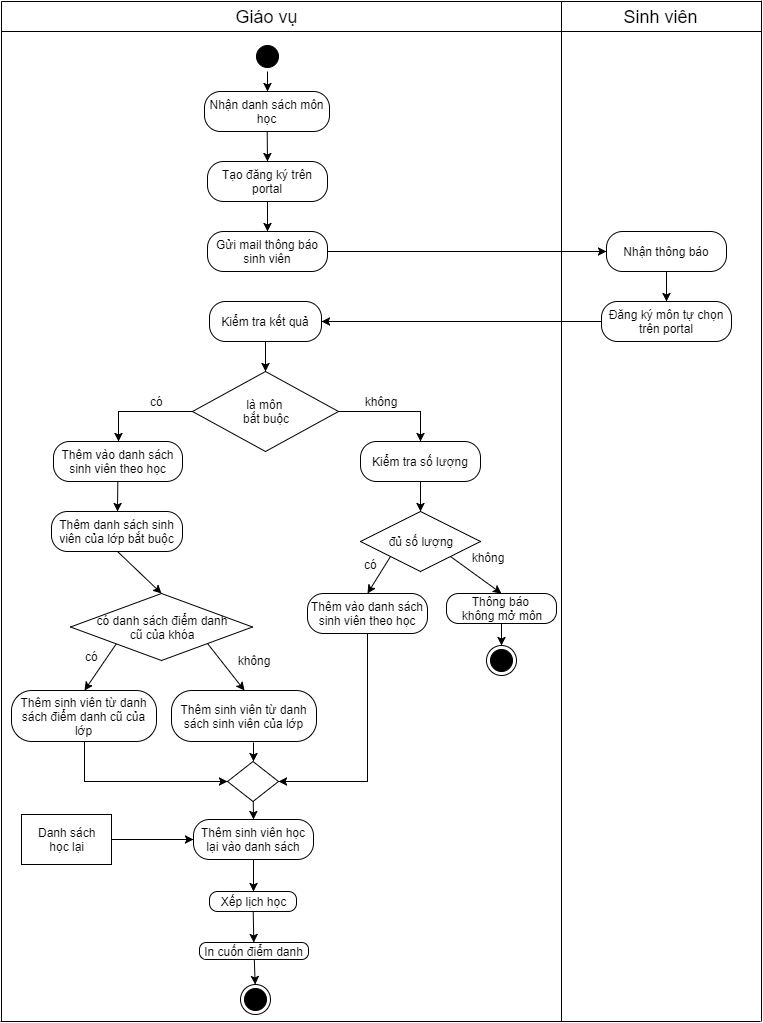 Giáo vụ
Sinh viên
Nhận danh sách môn
học
Tạo đăng ký trên
portal
Gửi mail thông báo
sinh viên
Nhận thông báo
Kiểm tra kết quả
Đăng ký môn tự chọn
trên portal
có
là môn
bắt buộc
không
Thêm vào danh sách
sinh viên theo học
Kiểm tra số lượng
Thêm danh sách sinh
viên của lớp bắt buộc
đủ số lượng
có
không
Thêm vào danh sách
sinh viên theo học
Thông báo
không mở môn
có danh sách điểm danh
cũ của khóa
có
không
Thêm sinh viên từ danh
sách điểm danh cũ của
lớp
Thêm sinh viên từ danh
sách sinh viên của lớp
Danh sách
học lại
Thêm sinh viên học
lại vào danh sách
Xếp lịch học
In cuốn điểm danh